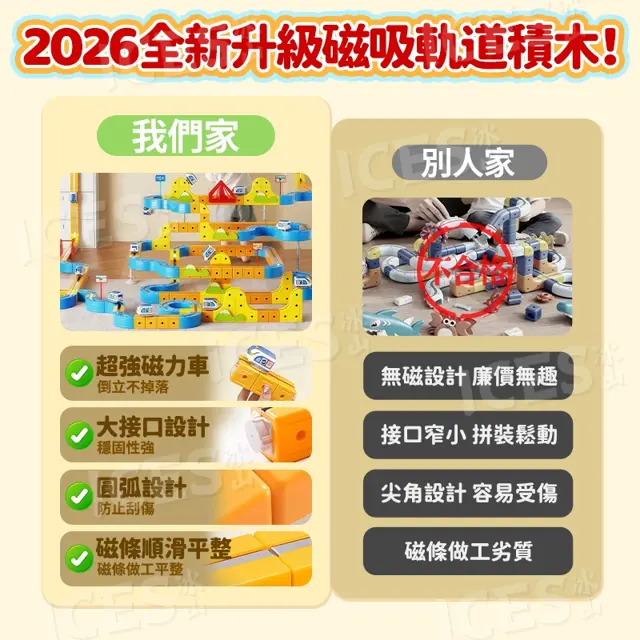 2026全新升級磁吸軌道積木!
我們家
別人家
不合格
超強磁力車
倒立不掉落
大接口設計
穩固性強
圓弧設計
防止刮傷
磁條順滑平整
磁條做工平整
無磁設計 廉價無趣
接口窄小 拼裝鬆動
尖角設計 容易受傷
磁條做工劣質